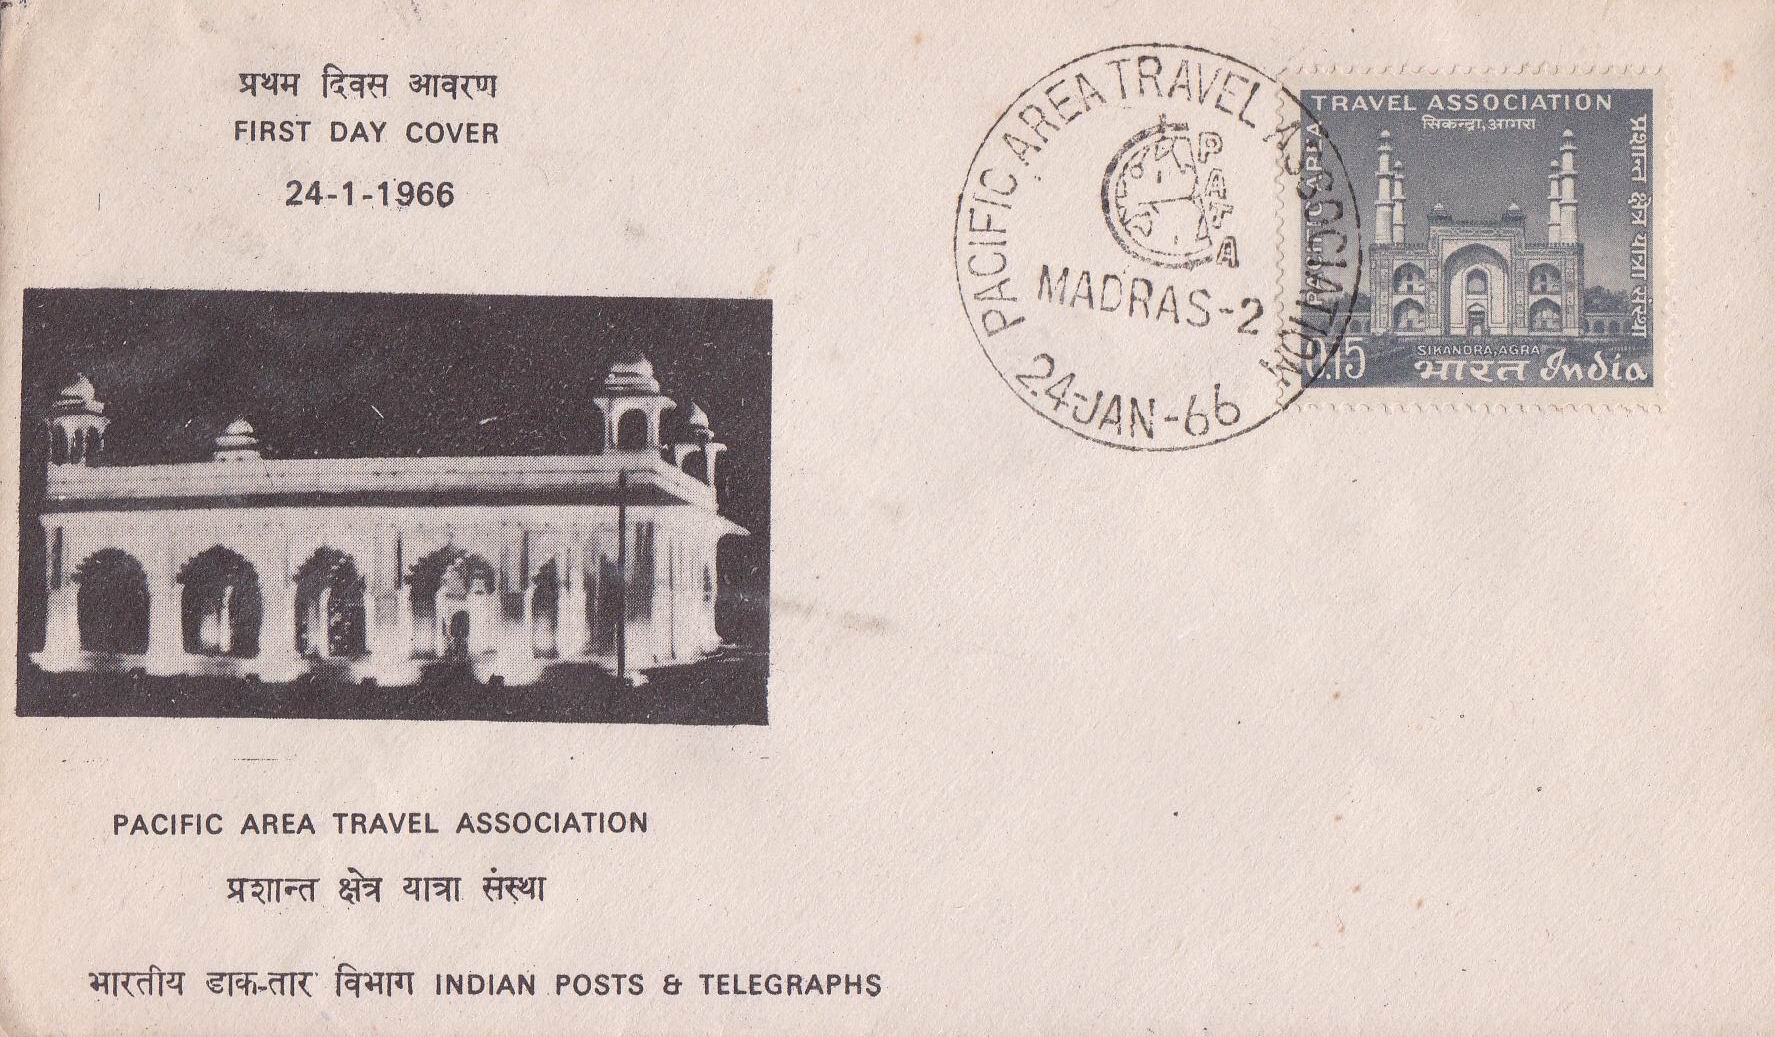 प्रथम दिवस आवरण
FIRST DAY COVER
24-1-1966
PACIFIC AREA TRAVEL ASSOCIATION
PATA
MADRAS-2
24-JAN-66
PACIFIC AREA
TRAVEL ASSOCIATION
सिकन्द्रा, आगरा
प्रशान्त क्षेत्र यात्रा संस्था
SIKANDRA, AGRA
0.15
भारत India
PACIFIC AREA TRAVEL ASSOCIATION
प्रशान्त क्षेत्र यात्रा संस्था
भारतीय डाक-तार विभाग INDIAN POSTS & TELEGRAPHS